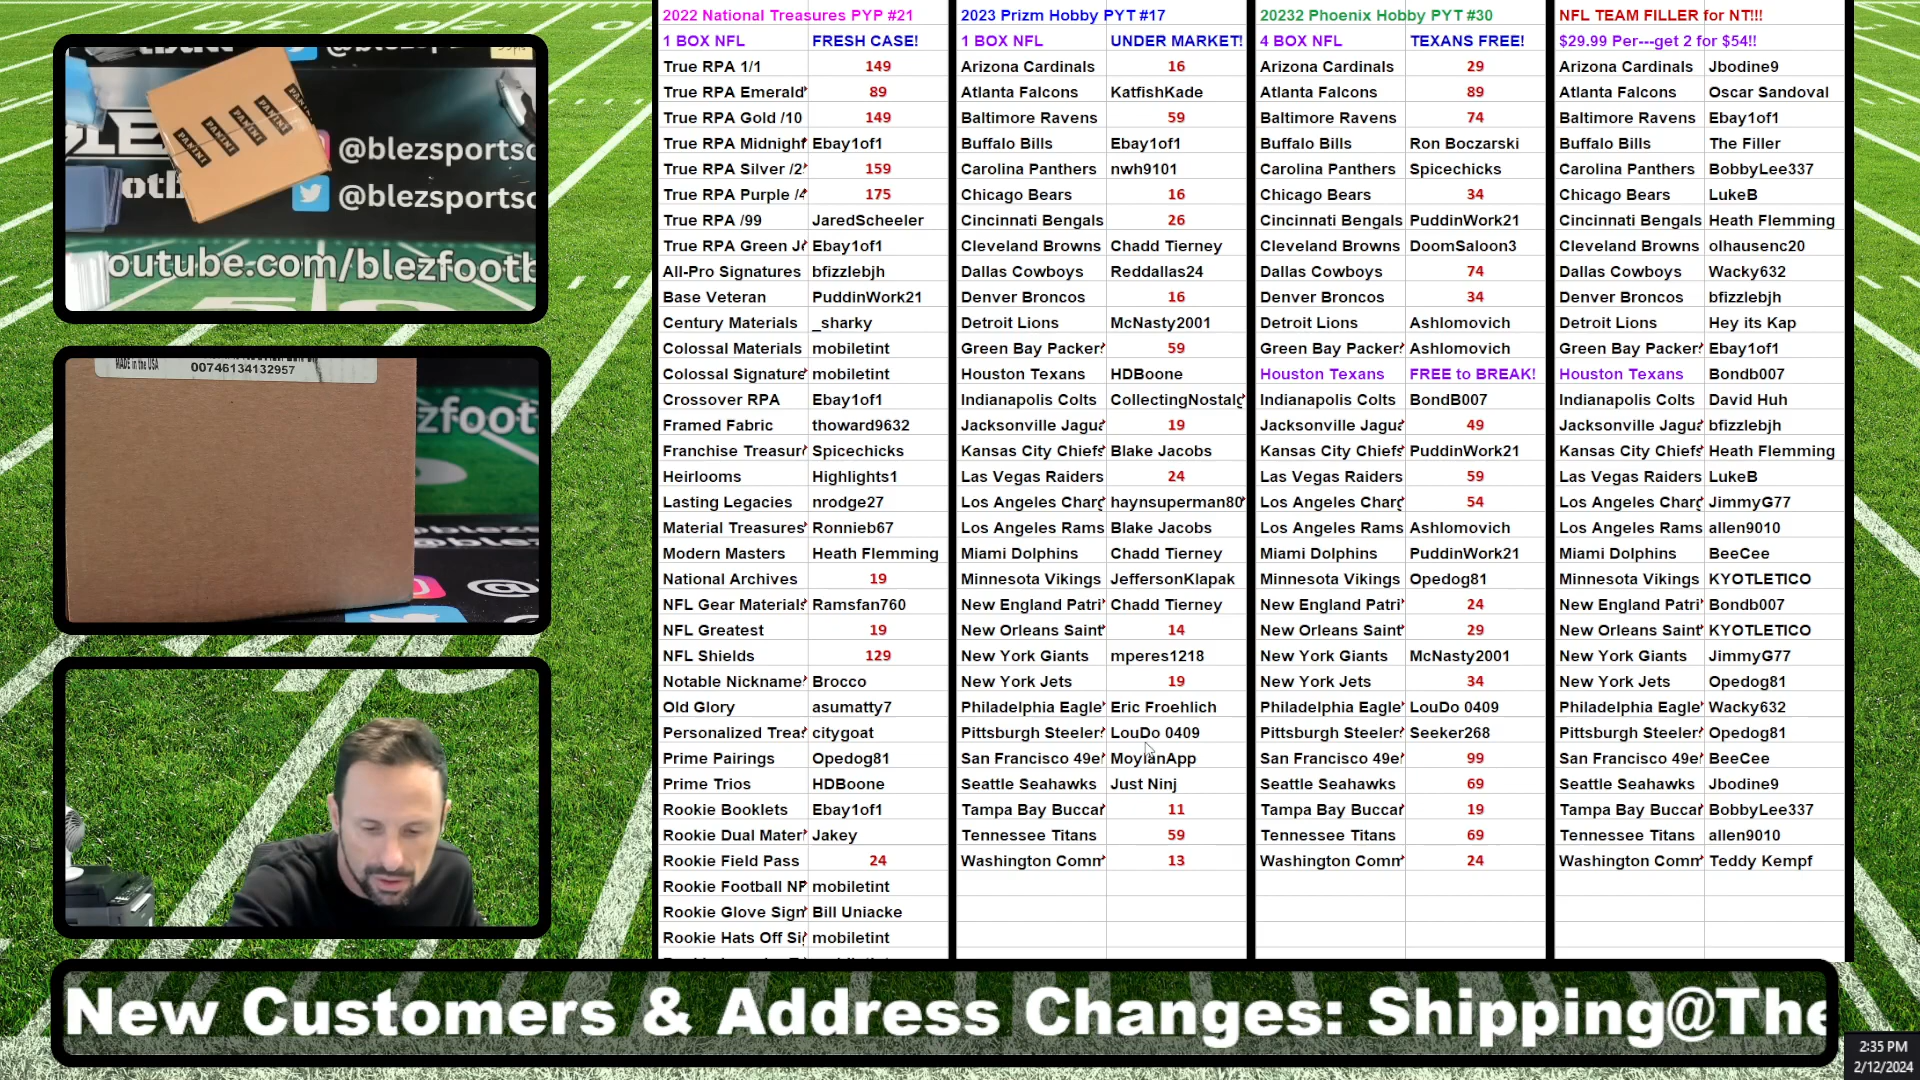 @blezsportsc
@blezsportsc
outube.com/blezfootb
PANINI PANINI PANINI
MADE in the USA
00746134132957
zfoot
2022 National Treasures PYP #21
1 BOX NFL FRESH CASE!
True RPA 1/1 149
True RPA Emerald 89
True RPA Gold /10 149
True RPA Midnigh Ebay1of1
True RPA Silver /2 159
True RPA Purple /4 175
True RPA /99 JaredScheeler
True RPA Green J Ebay1of1
All-Pro Signatures bfizzlebjh
Base Veteran PuddinWork21
Century Materials _sharky
Colossal Materials mobiletint
Colossal Signature mobiletint
Crossover RPA Ebay1of1
Framed Fabric thoward9632
Franchise Treasur Spicechicks
Heirlooms Highlights1
Lasting Legacies nrodge27
Material Treasures Ronnieb67
Modern Masters Heath Flemming
National Archives 19
NFL Gear Materials Ramsfan760
NFL Greatest 19
NFL Shields 129
Notable Nickname Brocco
Old Glory asumatty7
Personalized Trea citygoat
Prime Pairings Opedog81
Prime Trios HDBoone
Rookie Booklets Ebay1of1
Rookie Dual Mater Jakey
Rookie Field Pass 24
Rookie Football NF mobiletint
Rookie Glove Sign Bill Uniacke
Rookie Hats Off Si mobiletint
2023 Prizm Hobby PYT #17
1 BOX NFL UNDER MARKET!
Arizona Cardinals 16
Atlanta Falcons KatfishKade
Baltimore Ravens 59
Buffalo Bills Ebay1of1
Carolina Panthers nwh9101
Chicago Bears 16
Cincinnati Bengals 26
Cleveland Browns Chadd Tierney
Dallas Cowboys Reddallas24
Denver Broncos 16
Detroit Lions McNasty2001
Green Bay Packer 59
Houston Texans HDBoone
Indianapolis Colts CollectingNostalg
Jacksonville Jagua 19
Kansas City Chiefs Blake Jacobs
Las Vegas Raiders 24
Los Angeles Charg haynsuperman80
Los Angeles Rams Blake Jacobs
Miami Dolphins Chadd Tierney
Minnesota Vikings JeffersonKlapak
New England Patri Chadd Tierney
New Orleans Saint 14
New York Giants mperes1218
New York Jets 19
Philadelphia Eagle Eric Froehlich
Pittsburgh Steeler LouDo 0409
San Francisco 49e MoylanApp
Seattle Seahawks Just Ninj
Tampa Bay Buccar 11
Tennessee Titans 59
Washington Comm 13
20232 Phoenix Hobby PYT #30
4 BOX NFL TEXANS FREE!
Arizona Cardinals 29
Atlanta Falcons 89
Baltimore Ravens 74
Buffalo Bills Ron Boczarski
Carolina Panthers Spicechicks
Chicago Bears 34
Cincinnati Bengals PuddinWork21
Cleveland Browns DoomSaloon3
Dallas Cowboys 74
Denver Broncos 34
Detroit Lions Ashlomovich
Green Bay Packer Ashlomovich
Houston Texans FREE to BREAK!
Indianapolis Colts BondB007
Jacksonville Jagua 49
Kansas City Chiefs PuddinWork21
Las Vegas Raiders 59
Los Angeles Charg 54
Los Angeles Rams Ashlomovich
Miami Dolphins PuddinWork21
Minnesota Vikings Opedog81
New England Patri 24
New Orleans Saint 29
New York Giants McNasty2001
New York Jets 34
Philadelphia Eagle LouDo 0409
Pittsburgh Steeler Seeker268
San Francisco 49e 99
Seattle Seahawks 69
Tampa Bay Buccar 19
Tennessee Titans 69
Washington Comm 24
NFL TEAM FILLER for NT!!!
$29.99 Per---get 2 for $54!!
Arizona Cardinals Jbodine9
Atlanta Falcons Oscar Sandoval
Baltimore Ravens Ebay1of1
Buffalo Bills The Filler
Carolina Panthers BobbyLee337
Chicago Bears LukeB
Cincinnati Bengals Heath Flemming
Cleveland Browns olhausenc20
Dallas Cowboys Wacky632
Denver Broncos bfizzlebjh
Detroit Lions Hey its Kap
Green Bay Packer Ebay1of1
Houston Texans Bondb007
Indianapolis Colts David Huh
Jacksonville Jagua bfizzlebjh
Kansas City Chiefs Heath Flemming
Las Vegas Raiders LukeB
Los Angeles Charg JimmyG77
Los Angeles Rams allen9010
Miami Dolphins BeeCee
Minnesota Vikings KYOTLETICO
New England Patri Bondb007
New Orleans Saint KYOTLETICO
New York Giants JimmyG77
New York Jets Opedog81
Philadelphia Eagle Wacky632
Pittsburgh Steeler Opedog81
San Francisco 49e BeeCee
Seattle Seahawks Jbodine9
Tampa Bay Buccar BobbyLee337
Tennessee Titans allen9010
Washington Comm Teddy Kempf
New Customers & Address Changes: Shipping@The
2:35 PM
2/12/2024